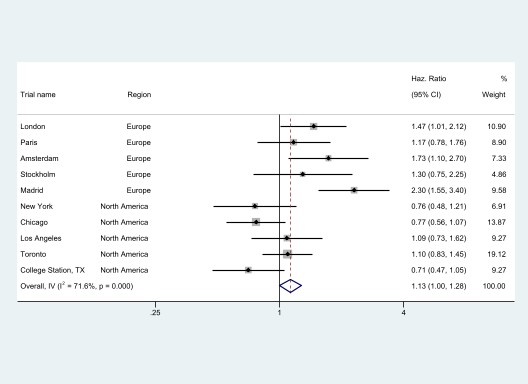 Haz. Ratio %
Trial name Region (95% CI) Weight
London Europe 1.47 (1.01, 2.12) 10.90
Paris Europe 1.17 (0.78, 1.76) 8.90
Amsterdam Europe 1.73 (1.10, 2.70) 7.33
Stockholm Europe 1.30 (0.75, 2.25) 4.86
Madrid Europe 2.30 (1.55, 3.40) 9.58
New York North America 0.76 (0.48, 1.21) 6.91
Chicago North America 0.77 (0.56, 1.07) 13.87
Los Angeles North America 1.09 (0.73, 1.62) 9.27
Toronto North America 1.10 (0.83, 1.45) 19.12
College Station, TX North America 0.71 (0.47, 1.05) 9.27
Overall, IV (I² = 71.6%, p = 0.000) 1.13 (1.00, 1.28) 100.00
.25 1 4